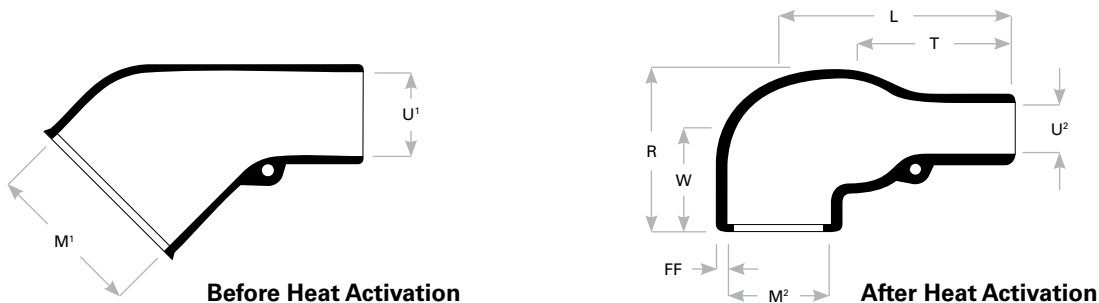 U¹
M¹
Before Heat Activation
L
T
R
W
U²
FF
M²
After Heat Activation